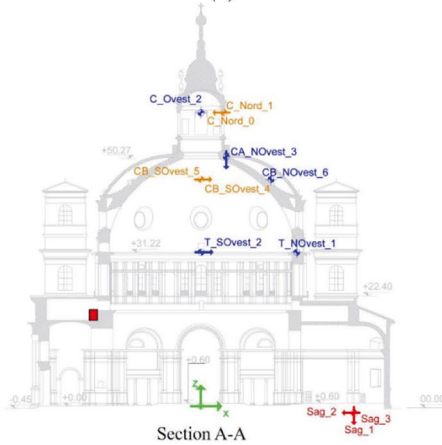 C_Ovest_2
C_Nord_1
C_Nord_0
CA_NOvest_3
+50.27
CB_SOvest_5
CB_NOvest_6
CB_SOvest_4
T_SOvest_2
T_NOvest_1
+31.22
+22.40
+0.60
z
x
-0.45
+0.00
+0.60
00.00
Sag_2
Sag_3
Sag_1
Section A-A